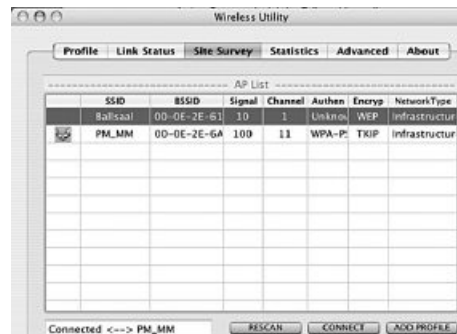 Wireless Utility
Profile Link Status Site Survey Statistics Advanced About
AP List
SSID BSSID Signal Channel Authen Encryp NetworkType
Ballsaal 00-0E-2E-61 10 1 Unknov WEP Infrastructur
PM_MM 00-0E-2E-6A 100 11 WPA-P: TKIP Infrastructur
Connected <--> PM_MM RESCAN CONNECT ADD PROFILE